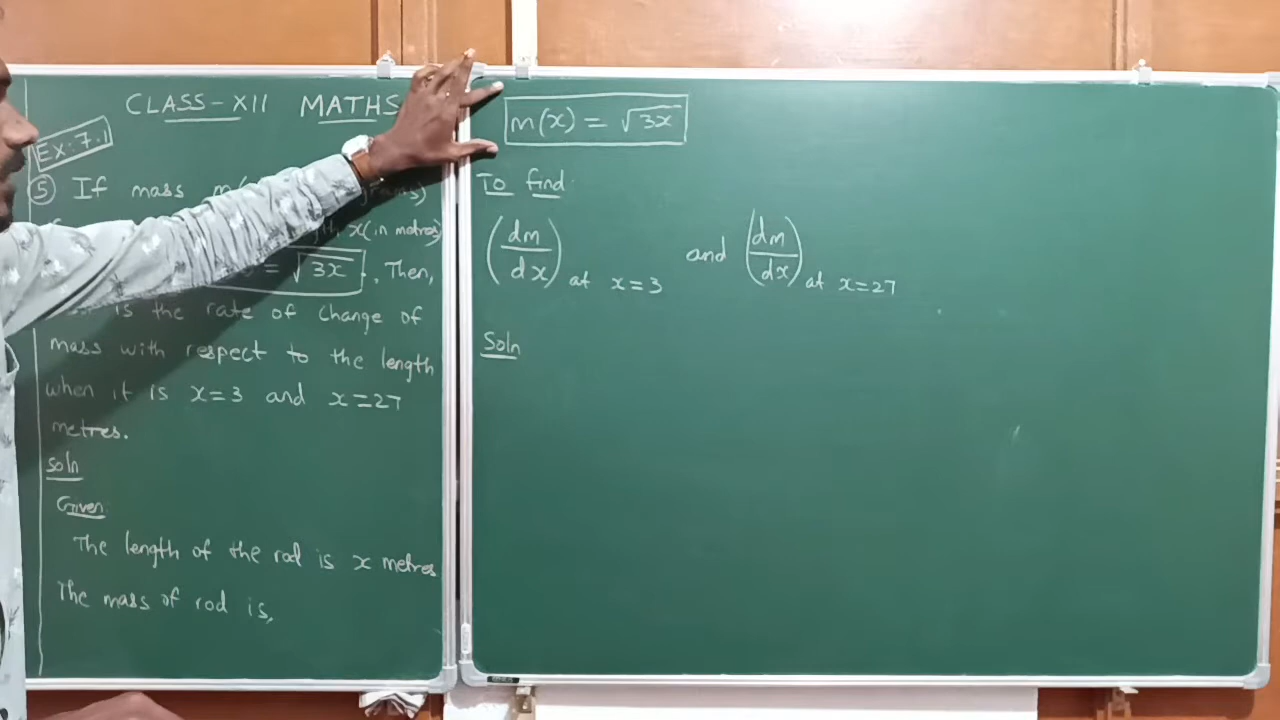 CLASS - XII MATHS
Ex: 7.1
⑤ If mass m( grams)
x (in metres)
= √3x . Then,
is the rate of change of
mass with respect to the length
when it is x=3 and x=27
metres.
Soln
Given:
The length of the rod is x metres
The mass of rod is,
m(x) = √3x
To find:
(dm/dx) at x=3 and (dm/dx) at x=27
Soln